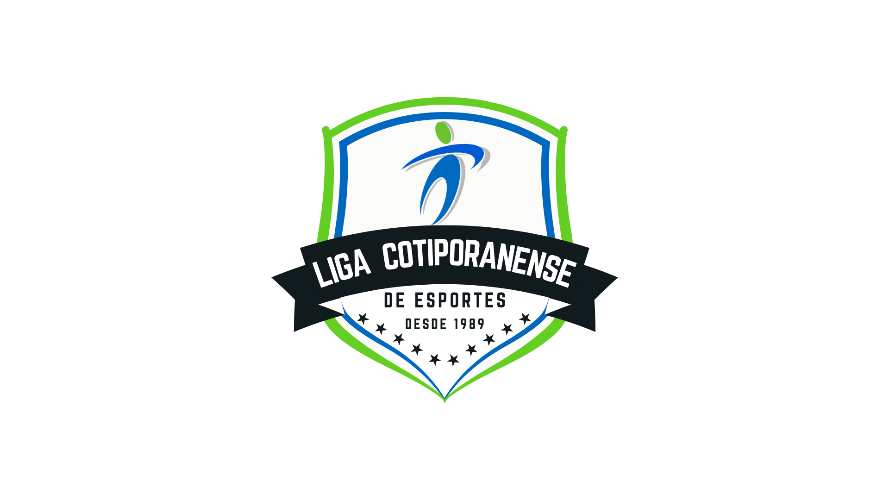 LIGA COTIPORANENSE
DE ESPORTES
DESDE 1989